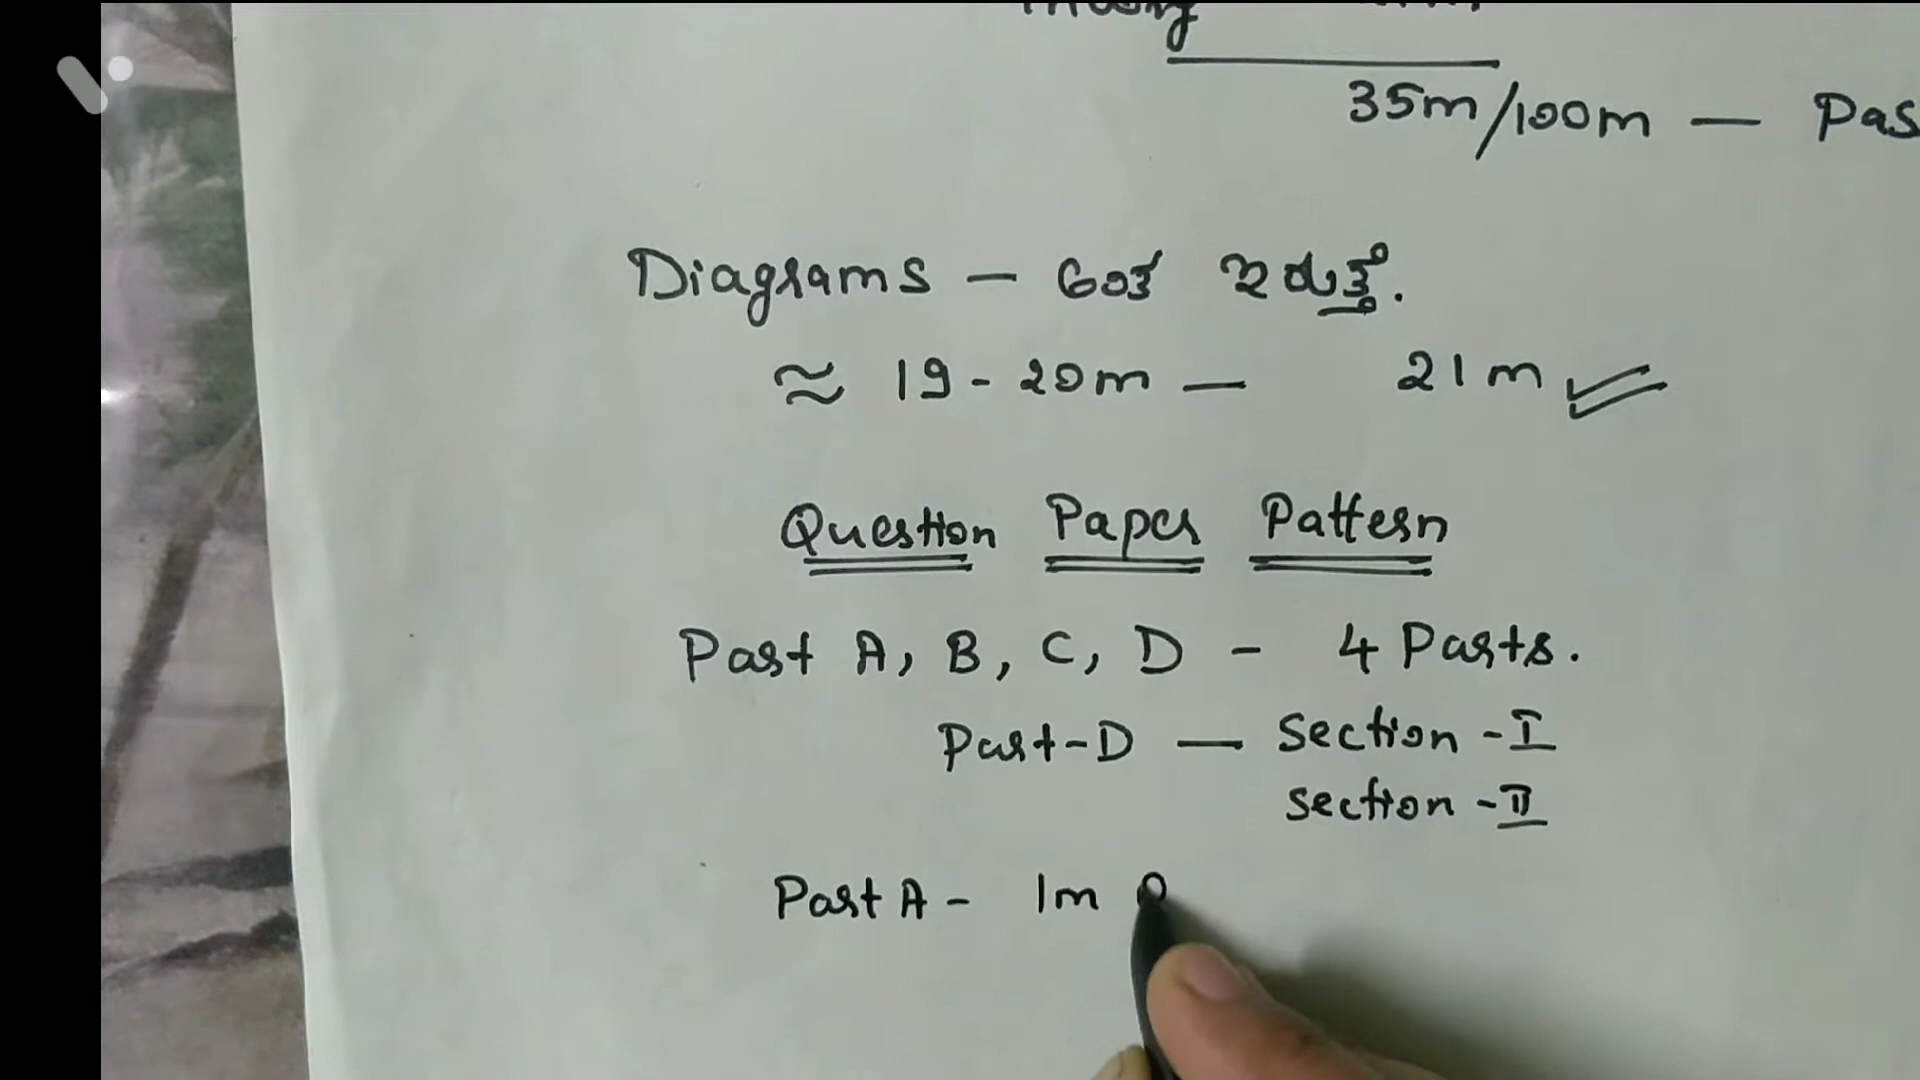 35m/100m — Pas
Diagrams – ಅಂತ ಇರುತ್ತೆ.
≈ 19 - 20m — 21m
Question Paper Pattern
Part A, B, C, D - 4 Parts.
Part-D — Section - I
Section - II
Part A - 1m